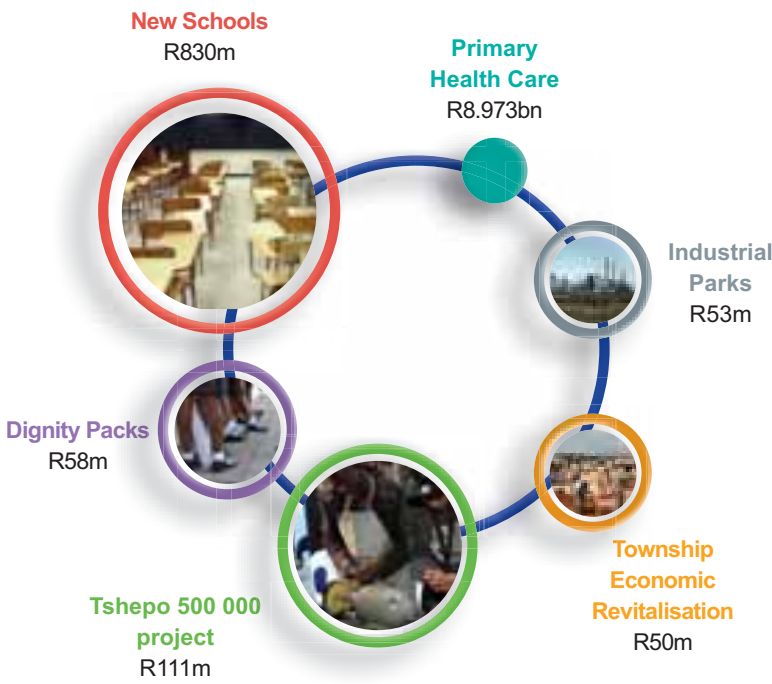 New Schools
R830m
Primary
Health Care
R8.973bn
Industrial
Parks
R53m
Dignity Packs
R58m
Township
Economic
Revitalisation
R50m
Tshepo 500 000
project
R111m